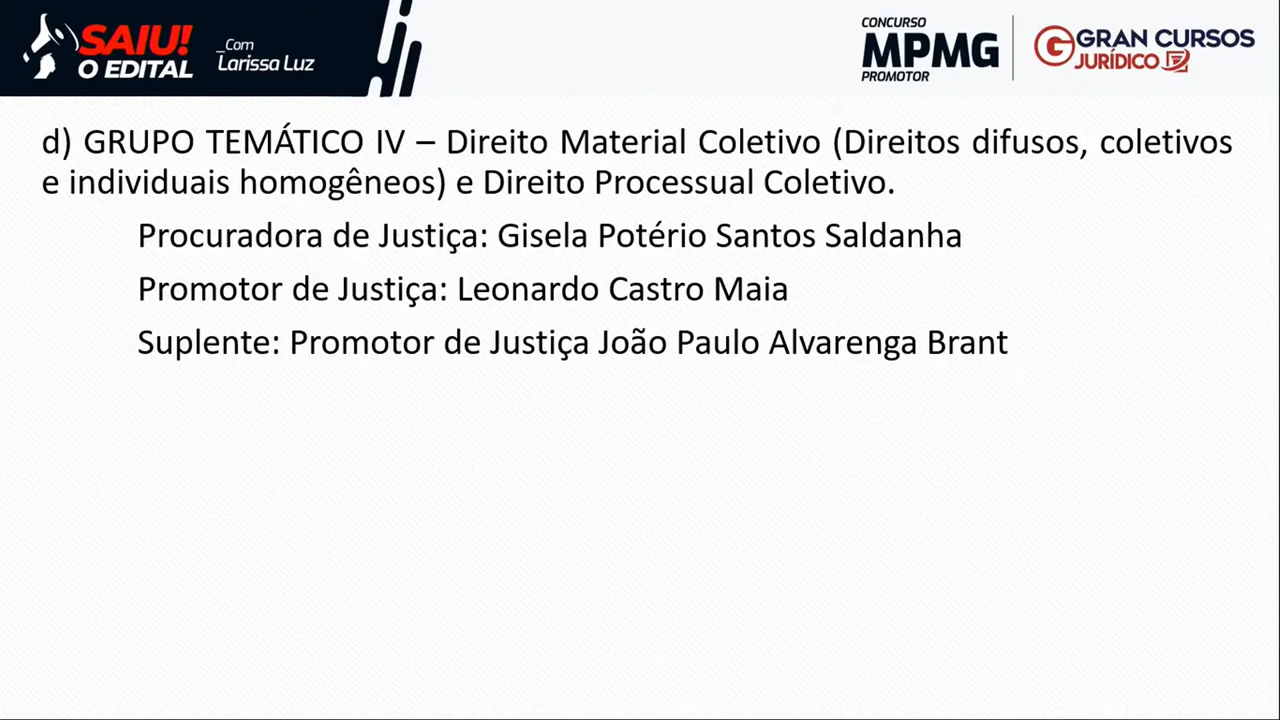 SAIU!
O EDITAL
_Com
Larissa Luz
CONCURSO
MPMG
PROMOTOR
GRAN CURSOS
JURÍDICO
d) GRUPO TEMÁTICO IV – Direito Material Coletivo (Direitos difusos, coletivos
e individuais homogêneos) e Direito Processual Coletivo.
Procuradora de Justiça: Gisela Potério Santos Saldanha
Promotor de Justiça: Leonardo Castro Maia
Suplente: Promotor de Justiça João Paulo Alvarenga Brant